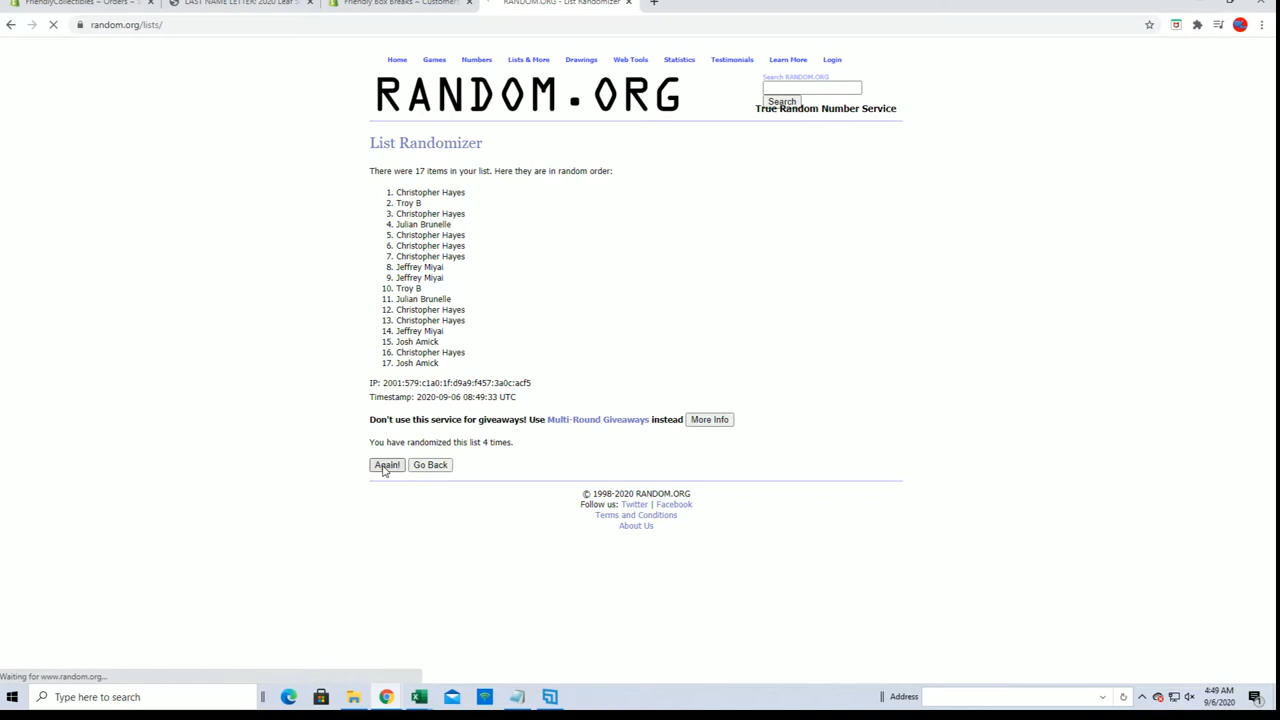 FriendlyCollectibles – Orders – S
LAST NAME LETTER: 2020 Leaf S
Friendly Box Breaks – Customers
RANDOM.ORG - List Randomizer
random.org/lists/
Home Games Numbers Lists & More Drawings Web Tools Statistics Testimonials Learn More Login
RANDOM.ORG
Search RANDOM.ORG
Search
True Random Number Service
List Randomizer
There were 17 items in your list. Here they are in random order:
1. Christopher Hayes
2. Troy B
3. Christopher Hayes
4. Julian Brunelle
5. Christopher Hayes
6. Christopher Hayes
7. Christopher Hayes
8. Jeffrey Miyai
9. Jeffrey Miyai
10. Troy B
11. Julian Brunelle
12. Christopher Hayes
13. Christopher Hayes
14. Jeffrey Miyai
15. Josh Amick
16. Christopher Hayes
17. Josh Amick
IP: 2001:579:c1a0:1f:d9a9:f457:3a0c:acf5
Timestamp: 2020-09-06 08:49:33 UTC
Don't use this service for giveaways! Use Multi-Round Giveaways instead More Info
You have randomized this list 4 times.
Again! Go Back
© 1998-2020 RANDOM.ORG
Follow us: Twitter | Facebook
Terms and Conditions
About Us
Waiting for www.random.org...
Type here to search
Address
4:49 AM
9/6/2020